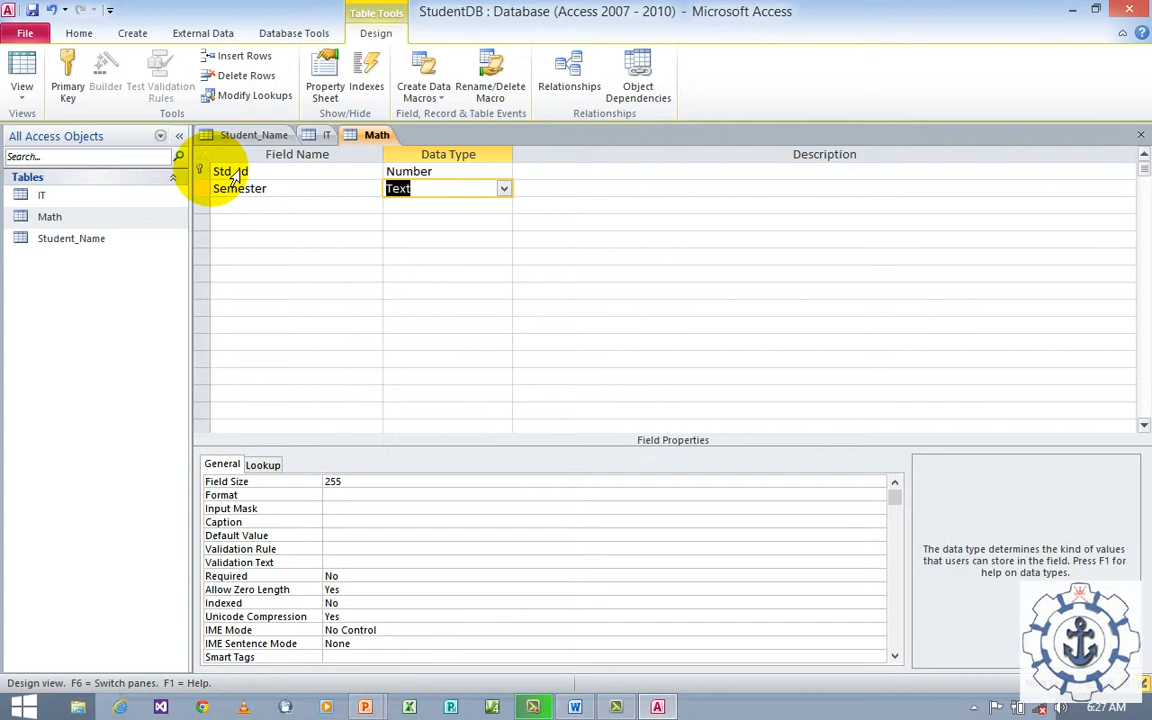 Table Tools
StudentDB : Database (Access 2007 - 2010) - Microsoft Access
File Home Create External Data Database Tools Design
View
Primary Key
Builder
Test Validation Rules
Insert Rows
Delete Rows
Modify Lookups
Property Sheet
Indexes
Create Data Macros
Rename/Delete Macro
Relationships
Object Dependencies
Views Tools Show/Hide Field, Record & Table Events Relationships
All Access Objects
Search...
Tables
IT
Math
Student_Name
Student_Name IT Math
Field Name Data Type Description
Number
Semester Text
Field Properties
General Lookup
Field Size 255
Format
Input Mask
Caption
Default Value
Validation Rule
Validation Text
Required No
Allow Zero Length Yes
Indexed No
Unicode Compression Yes
IME Mode No Control
IME Sentence Mode None
Smart Tags
The data type determines the kind of values
that users can store in the field. Press F1 for
help on data types.
Design view. F6 = Switch panes. F1 = Help.
6:27 AM